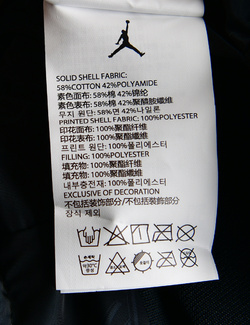 SOLID SHELL FABRIC:
58%COTTON 42%POLYAMIDE
素色面布: 58%棉 42%锦纶
素色表布: 58%棉 42%聚醯胺纖維
무지 원단: 58%면 42%나일론
PRINTED SHELL FABRIC: 100%POLYESTER
印花面布: 100%聚酯纤维
印花表布: 100%聚酯纖維
프린트 원단: 100%폴리에스터
FILLING: 100%POLYESTER
填充物: 100%聚酯纤维
填充物: 100%聚酯纖維
내부충전재: 100%폴리에스터
EXCLUSIVE OF DECORATION
不包括装饰部分/不包括裝飾部分
장식 제외